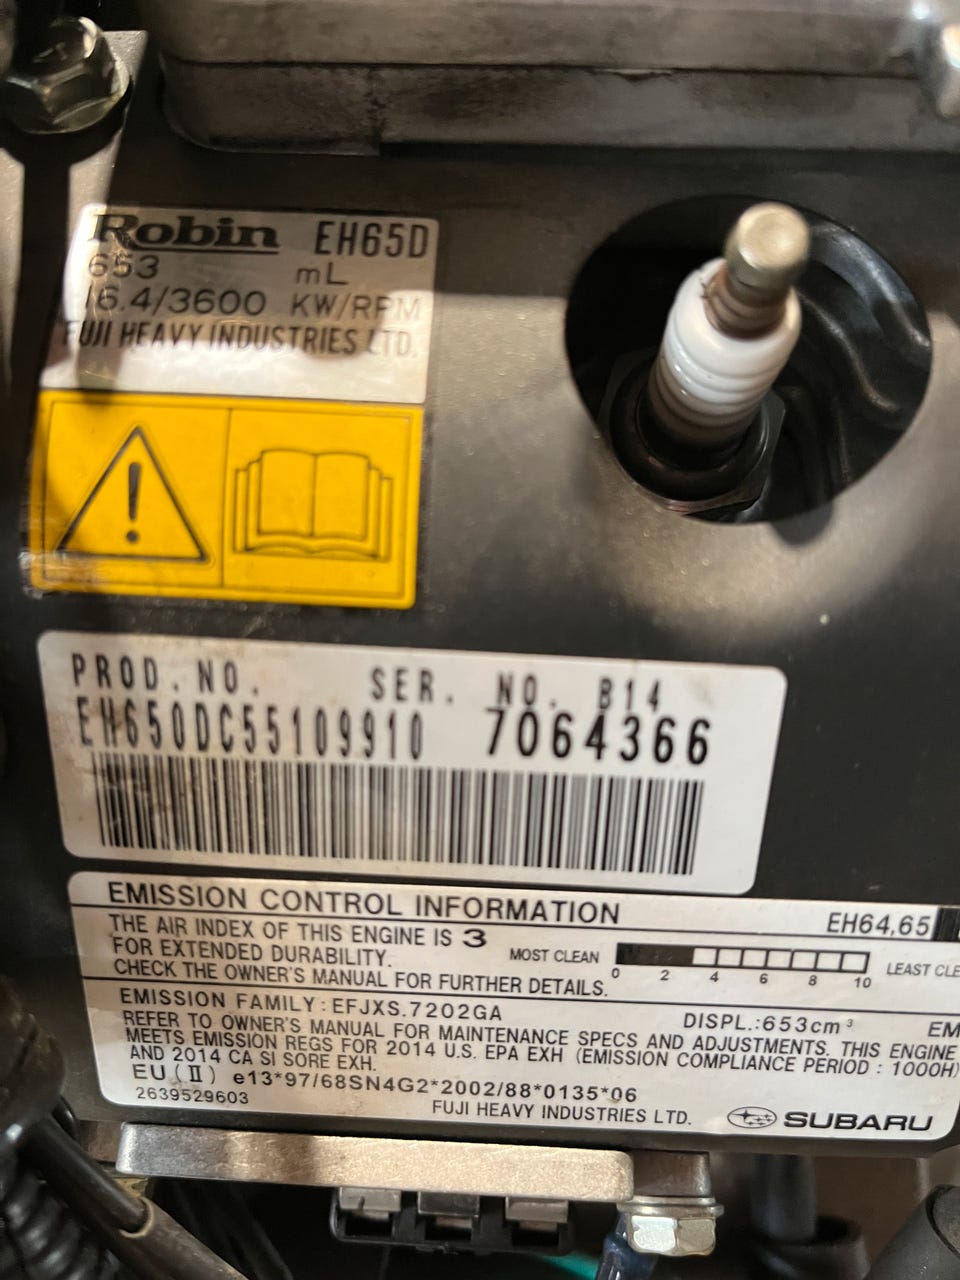 Robin EH65D
653 mL
16.4/3600 KW/RPM
FUJI HEAVY INDUSTRIES LTD.
PROD.NO. SER. NO. B14
EH650DC55109910 7064366
EMISSION CONTROL INFORMATION
EH64,65
THE AIR INDEX OF THIS ENGINE IS 3
FOR EXTENDED DURABILITY.
CHECK THE OWNER'S MANUAL FOR FURTHER DETAILS.
MOST CLEAN
LEAST CLE
0 2 4 6 8 10
EMISSION FAMILY : EFJXS.7202GA
DISPL.:653cm³ EM
REFER TO OWNER'S MANUAL FOR MAINTENANCE SPECS AND ADJUSTMENTS. THIS ENGINE
MEETS EMISSION REGS FOR 2014 U.S. EPA EXH (EMISSION COMPLIANCE PERIOD : 1000H)
AND 2014 CA SI SORE EXH.
EU (II) e13*97/68SN4G2*2002/88*0135*06
2639529603
FUJI HEAVY INDUSTRIES LTD. SUBARU